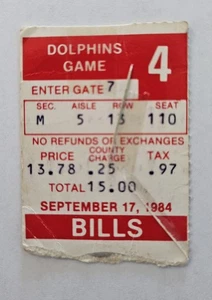 DOLPHINS
GAME 4
ENTER GATE 7
SEC. AISLE ROW SEAT
M 5 13 110
NO REFUNDS OR EXCHANGES
PRICE COUNTY CHARGE TAX
13.78 .25 .97
TOTAL 15.00
SEPTEMBER 17, 1984
BILLS